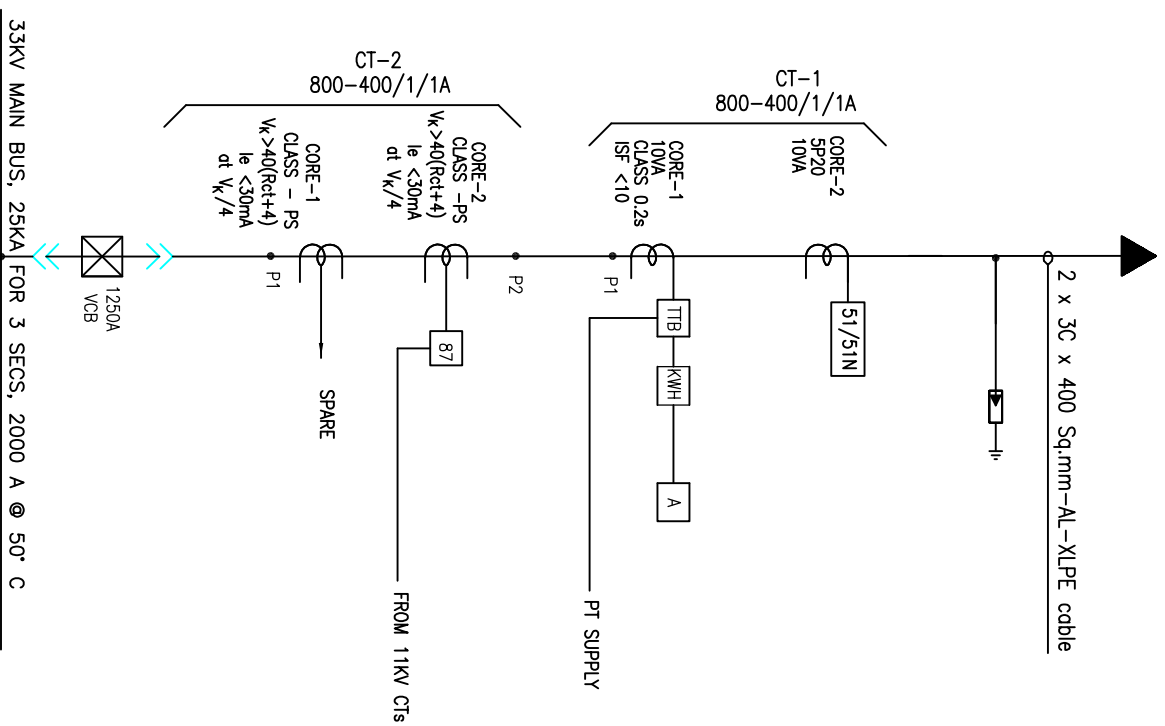 33KV MAIN BUS, 25KA FOR 3 SECS, 2000 A @ 50° C
1250A
VCB
CT-2
800-400/1/1A
CORE-1
CLASS - PS
VK>40(Rct+4)
Ie <30mA
at VK/4
CORE-2
CLASS -PS
VK>40(Rct+4)
Ie <30mA
at VK/4
P1
SPARE
87
FROM 11KV CTs
P2
CT-1
800-400/1/1A
CORE-1
10VA
CLASS 0.2s
ISF <10
CORE-2
5P20
10VA
P1
TTB
KWH
A
PT SUPPLY
51/51N
2 x 3C x 400 Sq.mm-AL-XLPE cable